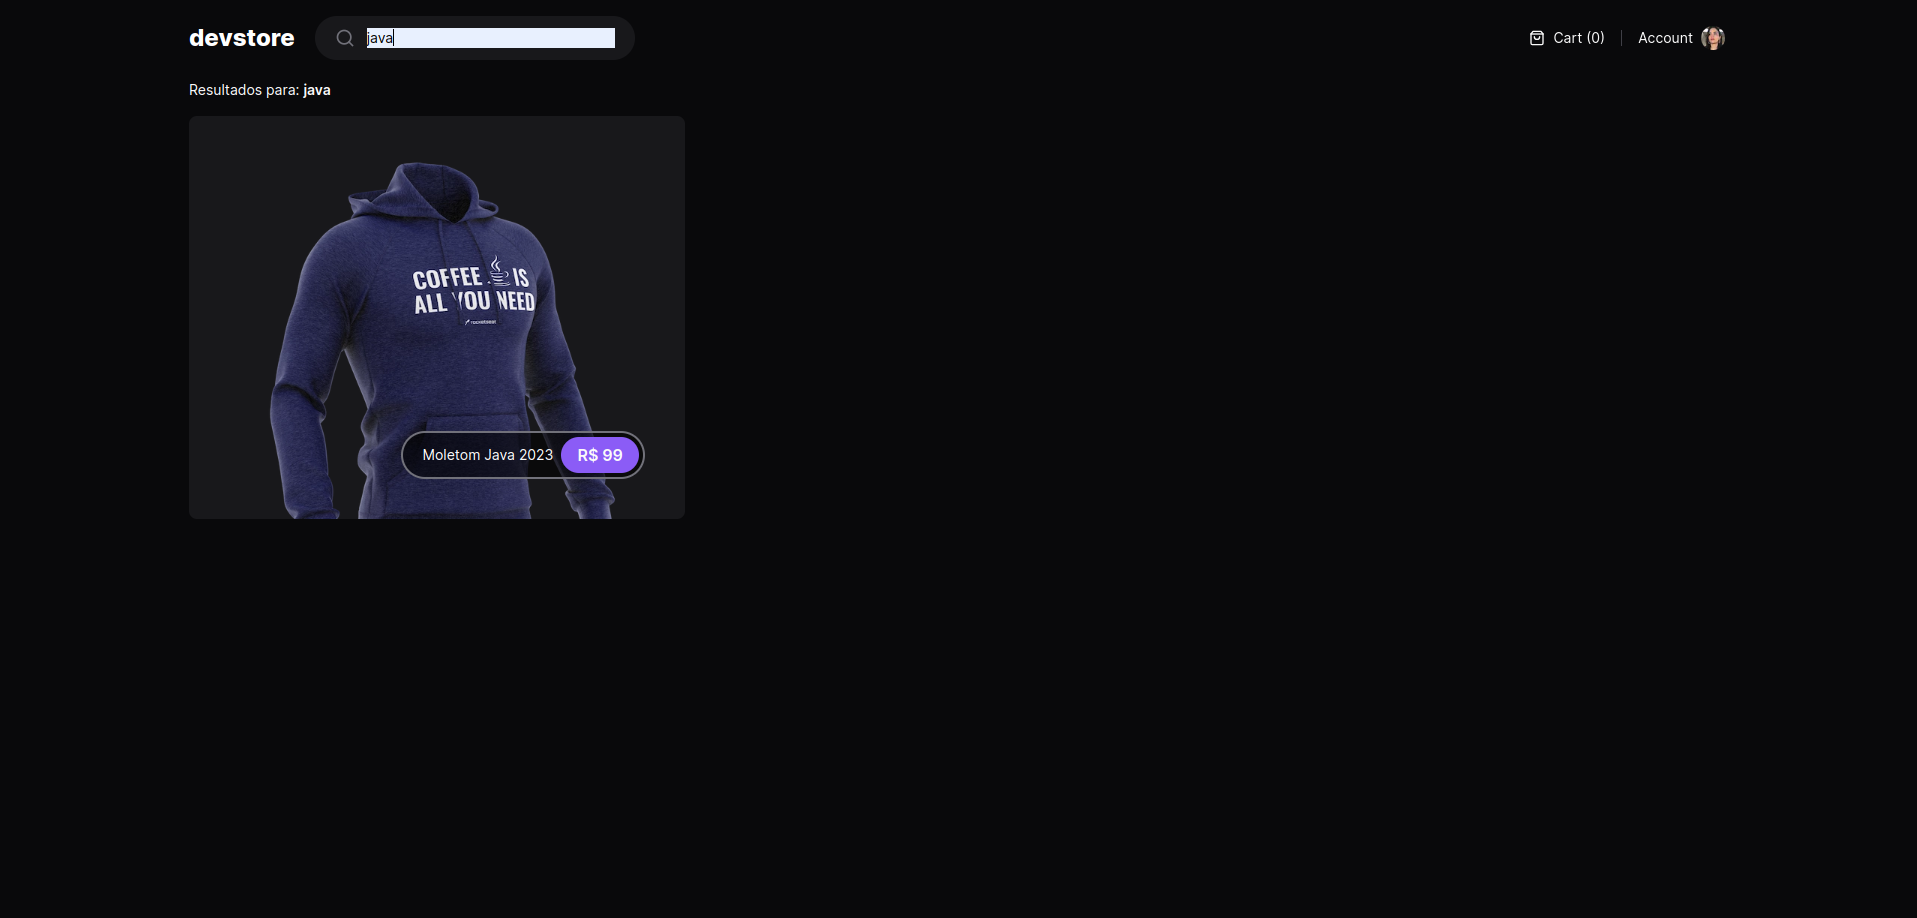 devstore
java
Cart (0)
Account
Resultados para: java
COFFEE IS
ALL YOU NEED
rocketseat
Moletom Java 2023
R$ 99